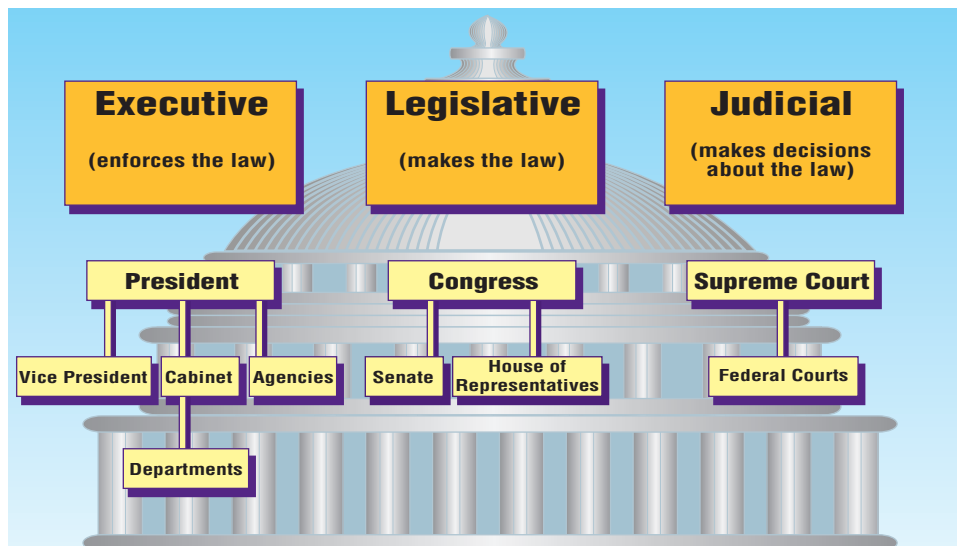 Executive
(enforces the law)
Legislative
(makes the law)
Judicial
(makes decisions
about the law)
President
Congress
Supreme Court
Vice President
Cabinet
Agencies
Senate
House of
Representatives
Federal Courts
Departments